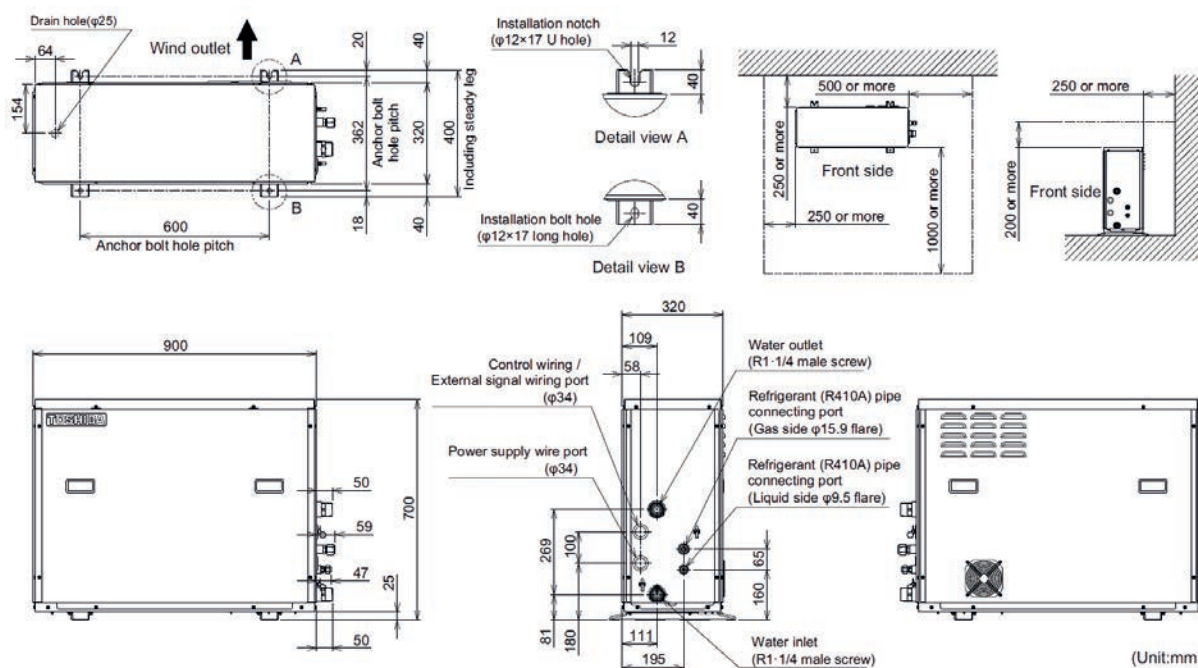 Drain hole(φ25)
64
Wind outlet
A
20
40
154
362
Anchor bolt
hole pitch
320
400
Including steady leg
B
600
Anchor bolt hole pitch
18
40
Installation notch
(φ12×17 U hole)
12
40
Detail view A
Installation bolt hole
(φ12×17 long hole)
40
Detail view B
500 or more
250 or more
Front side
250 or more
1000 or more
250 or more
Front side
200 or more
900
TOSHIBA
50
59
47
50
700
25
320
109
58
Control wiring /
External signal wiring port
(φ34)
Power supply wire port
(φ34)
Water outlet
(R1·1/4 male screw)
Refrigerant (R410A) pipe
connecting port
(Gas side φ15.9 flare)
Refrigerant (R410A) pipe
connecting port
(Liquid side φ9.5 flare)
269
100
65
160
81
180
111
195
Water inlet
(R1·1/4 male screw)
(Unit:mm